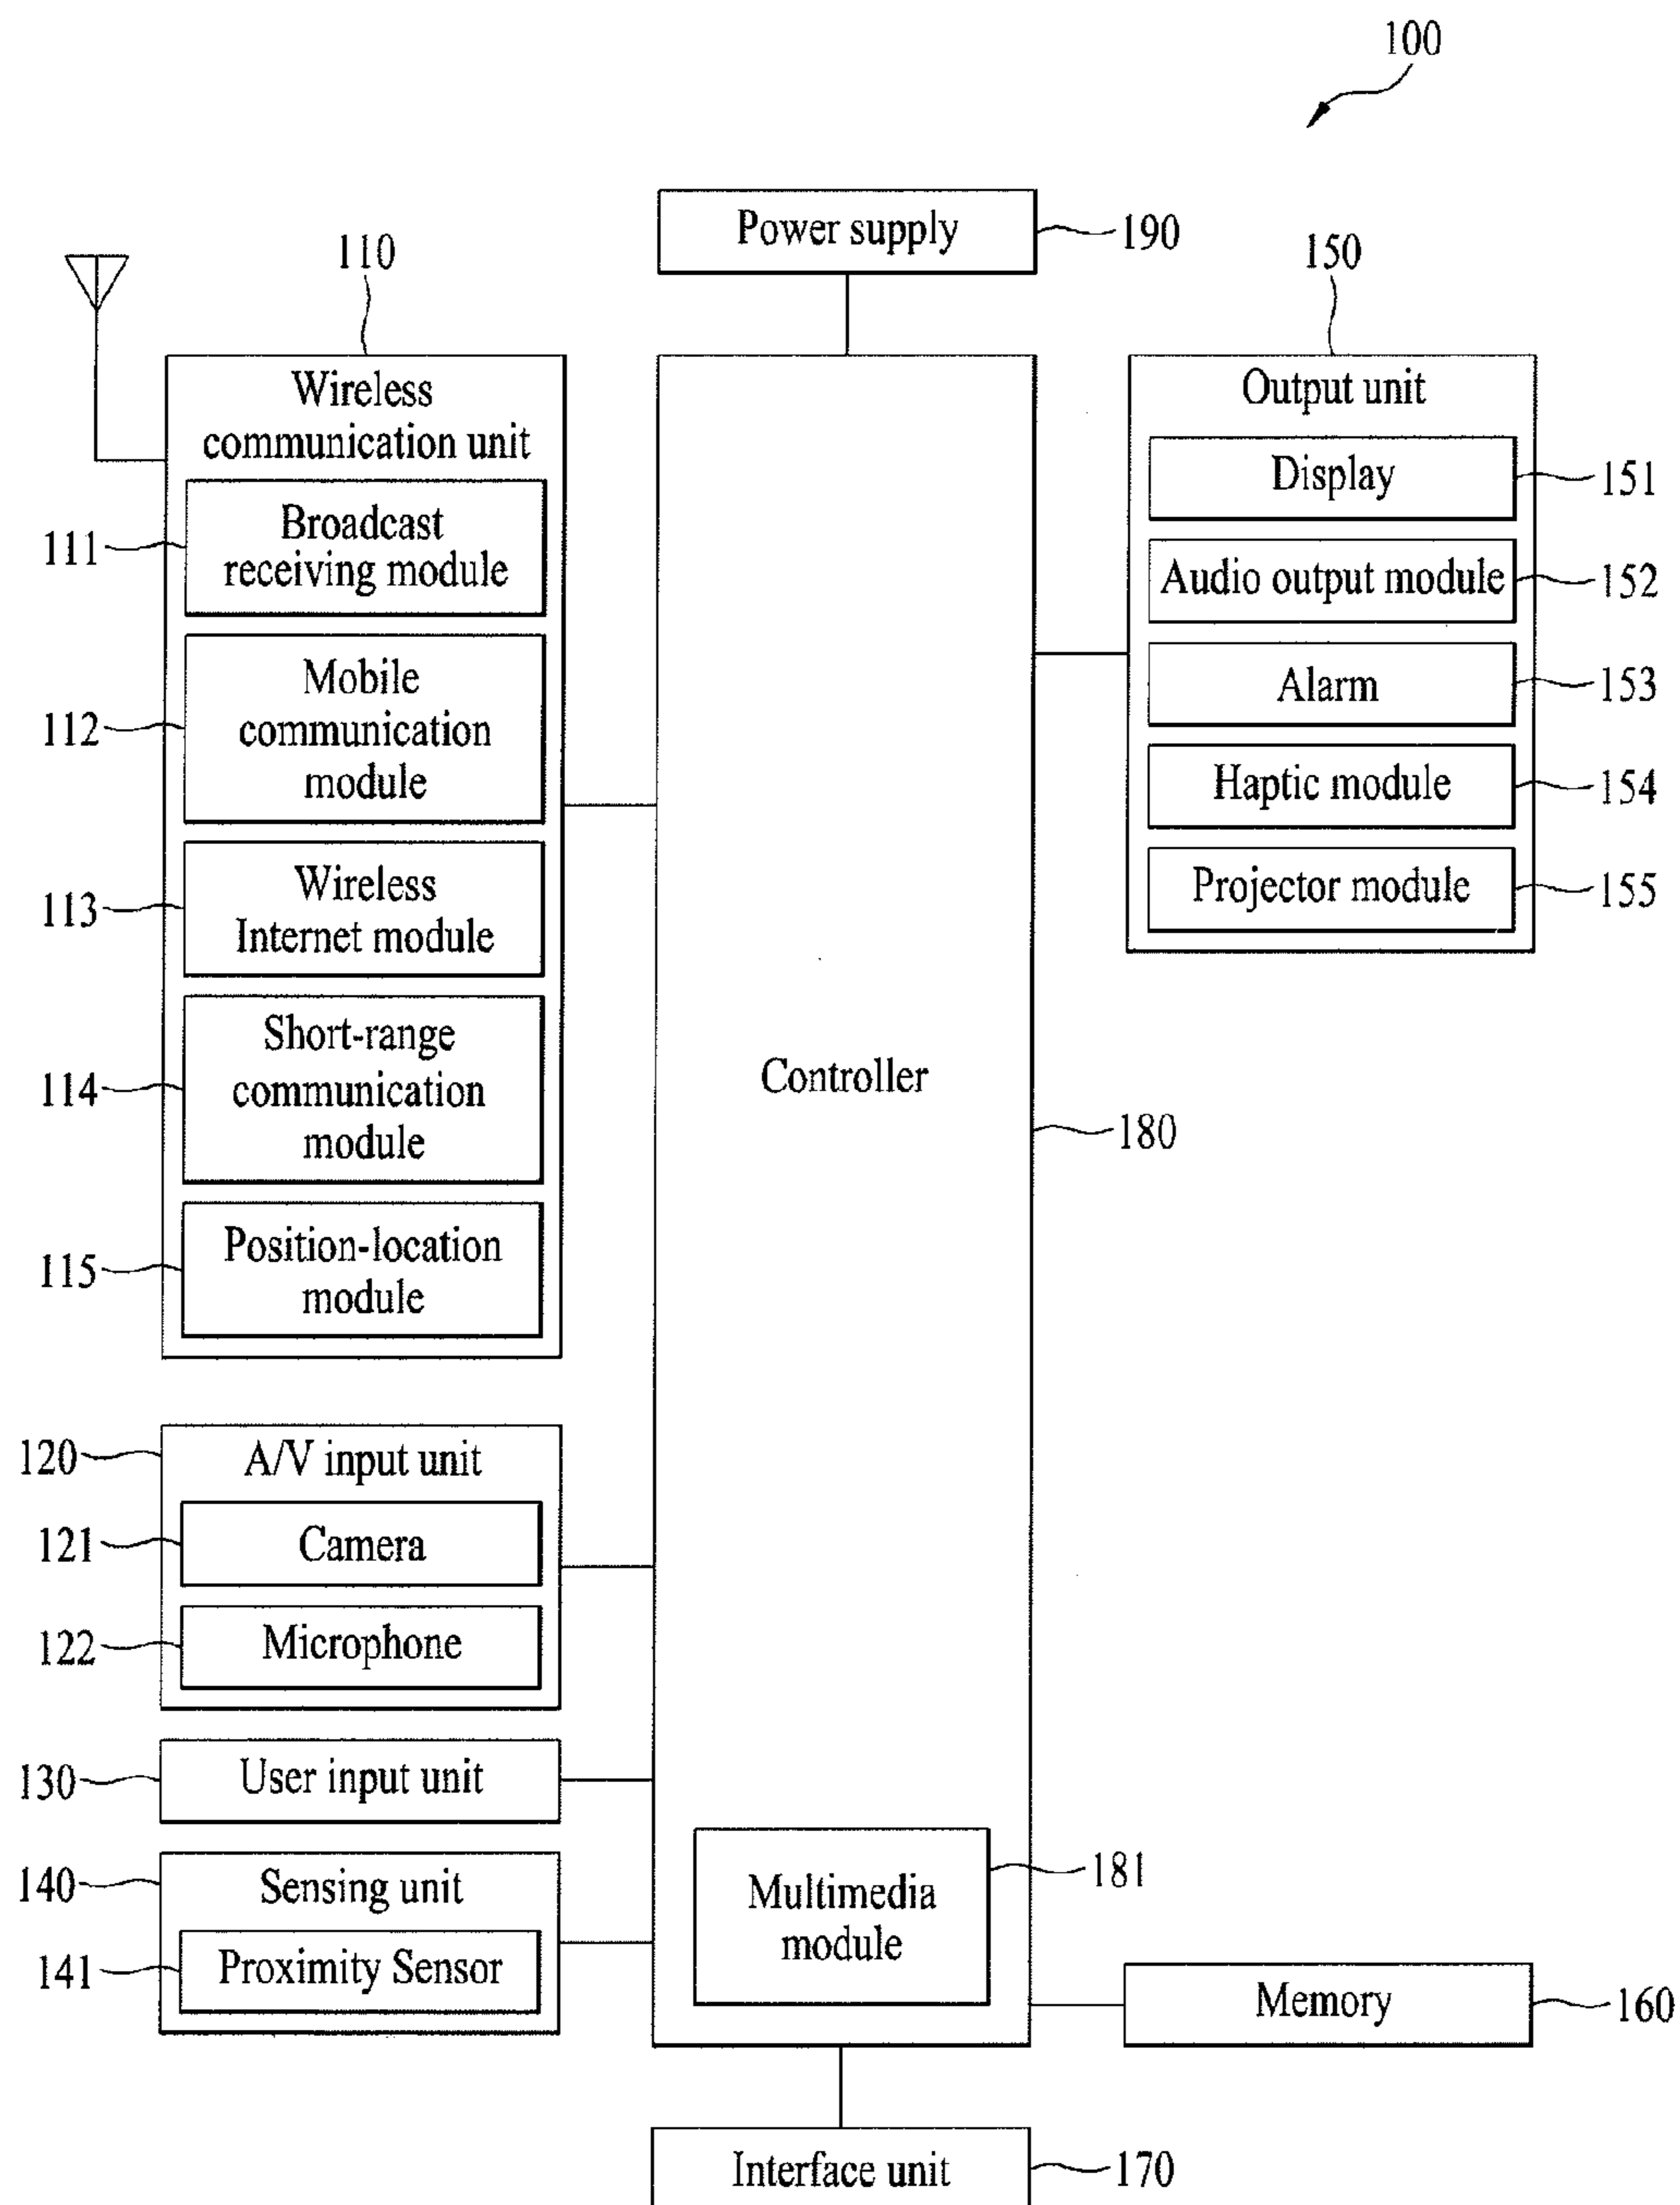 100
Power supply
190
110
150
Wireless
communication unit
Output unit
Broadcast
receiving module
111
Display
151
Mobile
communication
module
112
Audio output module
152
Alarm
153
Haptic module
154
Projector module
155
Wireless
Internet module
113
Short-range
communication
module
114
Position-location
module
115
Controller
180
120
A/V input unit
121
Camera
122
Microphone
130
User input unit
140
Sensing unit
141
Proximity Sensor
Multimedia
module
181
Memory
160
Interface unit
170